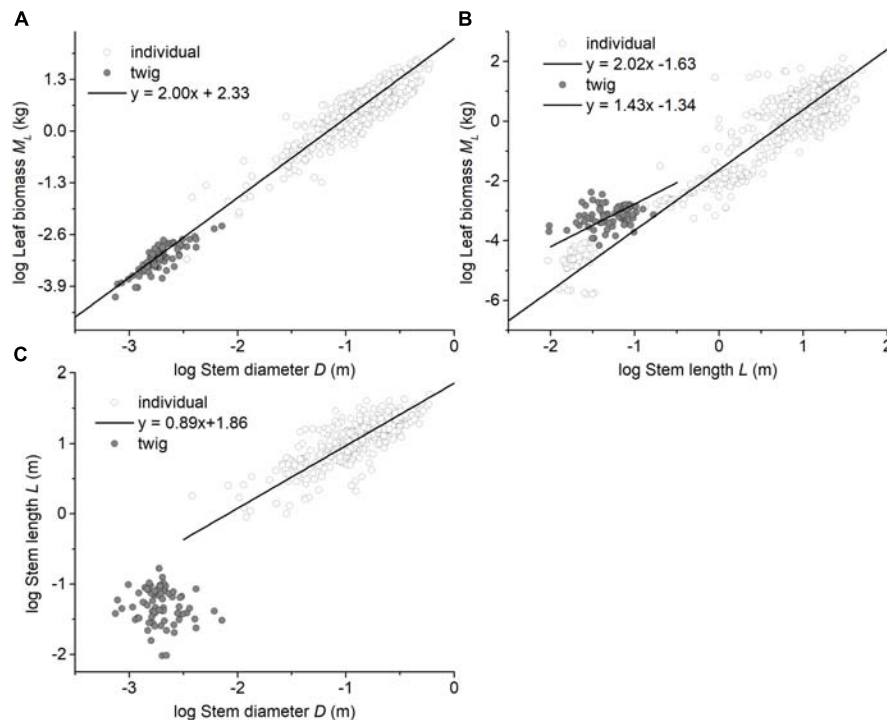 A
individual
twig
y = 2.00x + 2.33
1.3
0.0
-1.3
-2.6
-3.9
log Leaf biomass M_L (kg)
-3 -2 -1 0
log Stem diameter D (m)
B
individual
y = 2.02x -1.63
twig
y = 1.43x -1.34
2
0
-2
-4
-6
log Leaf biomass M_L (kg)
-2 -1 0 1 2
log Stem length L (m)
C
individual
y = 0.89x+1.86
twig
2
1
0
-1
-2
log Stem length L (m)
-3 -2 -1 0
log Stem diameter D (m)